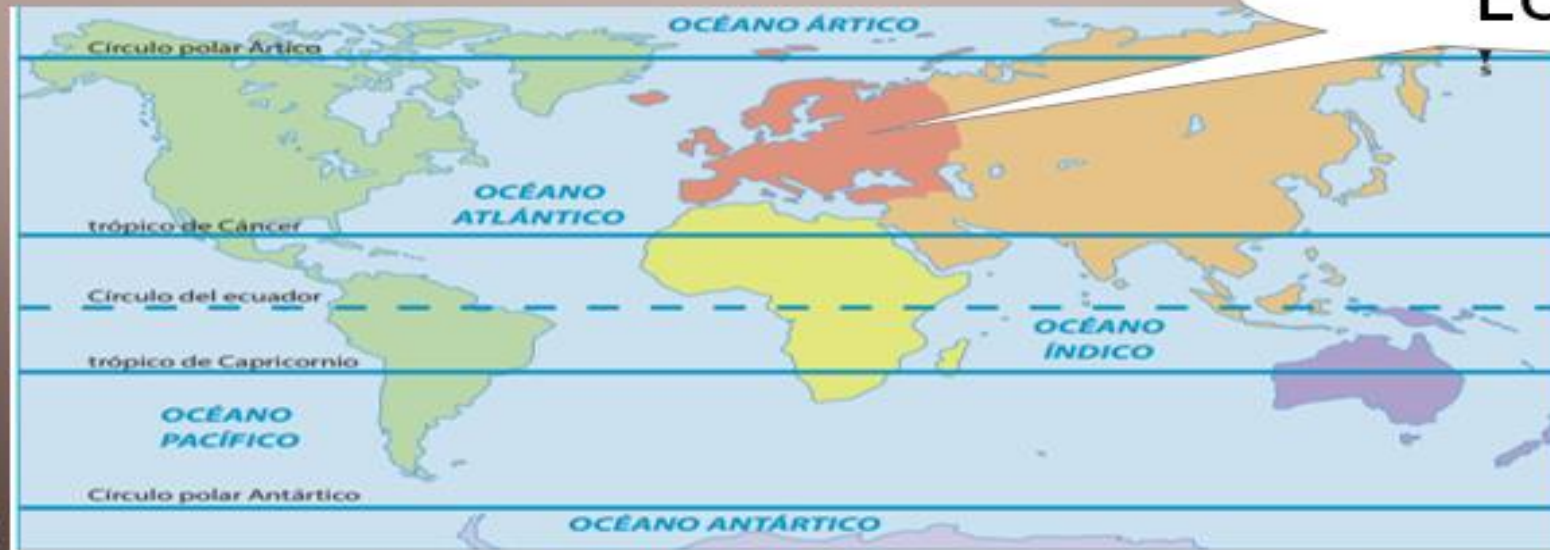 OCÉANO ÁRTICO
Círculo polar Ártico
S
OCÉANO
ATLÁNTICO
trópico de Cáncer
Círculo del ecuador
OCÉANO
ÍNDICO
trópico de Capricornio
OCÉANO
PACÍFICO
Círculo polar Antártico
OCÉANO ANTÁRTICO